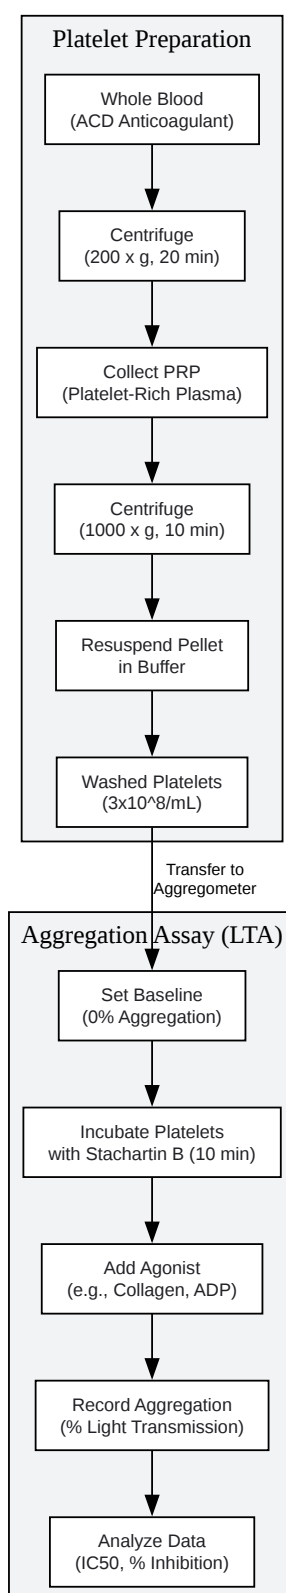 Platelet Preparation
Whole Blood
(ACD Anticoagulant)
Centrifuge
(200 x g, 20 min)
Collect PRP
(Platelet-Rich Plasma)
Centrifuge
(1000 x g, 10 min)
Resuspend Pellet
in Buffer
Washed Platelets
(3x10^8/mL)
Transfer to
Aggregometer
Aggregation Assay (LTA)
Set Baseline
(0% Aggregation)
Incubate Platelets
with Stachartin B (10 min)
Add Agonist
(e.g., Collagen, ADP)
Record Aggregation
(% Light Transmission)
Analyze Data
(IC50, % Inhibition)